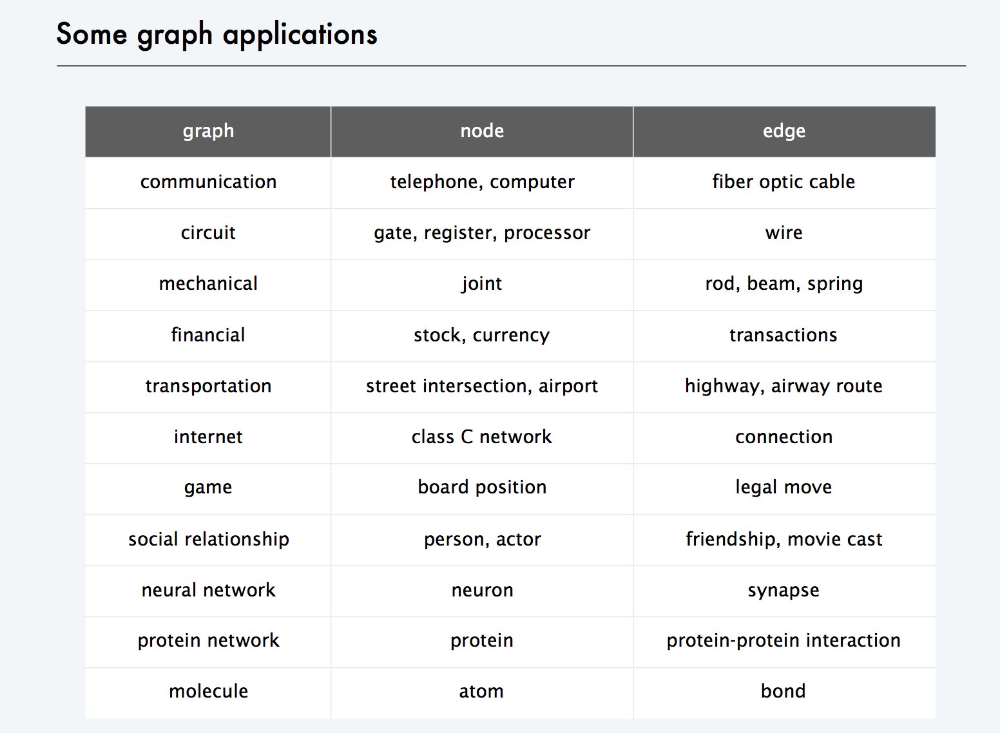 Some graph applications
graph node edge
communication telephone, computer fiber optic cable
circuit gate, register, processor wire
mechanical joint rod, beam, spring
financial stock, currency transactions
transportation street intersection, airport highway, airway route
internet class C network connection
game board position legal move
social relationship person, actor friendship, movie cast
neural network neuron synapse
protein network protein protein-protein interaction
molecule atom bond